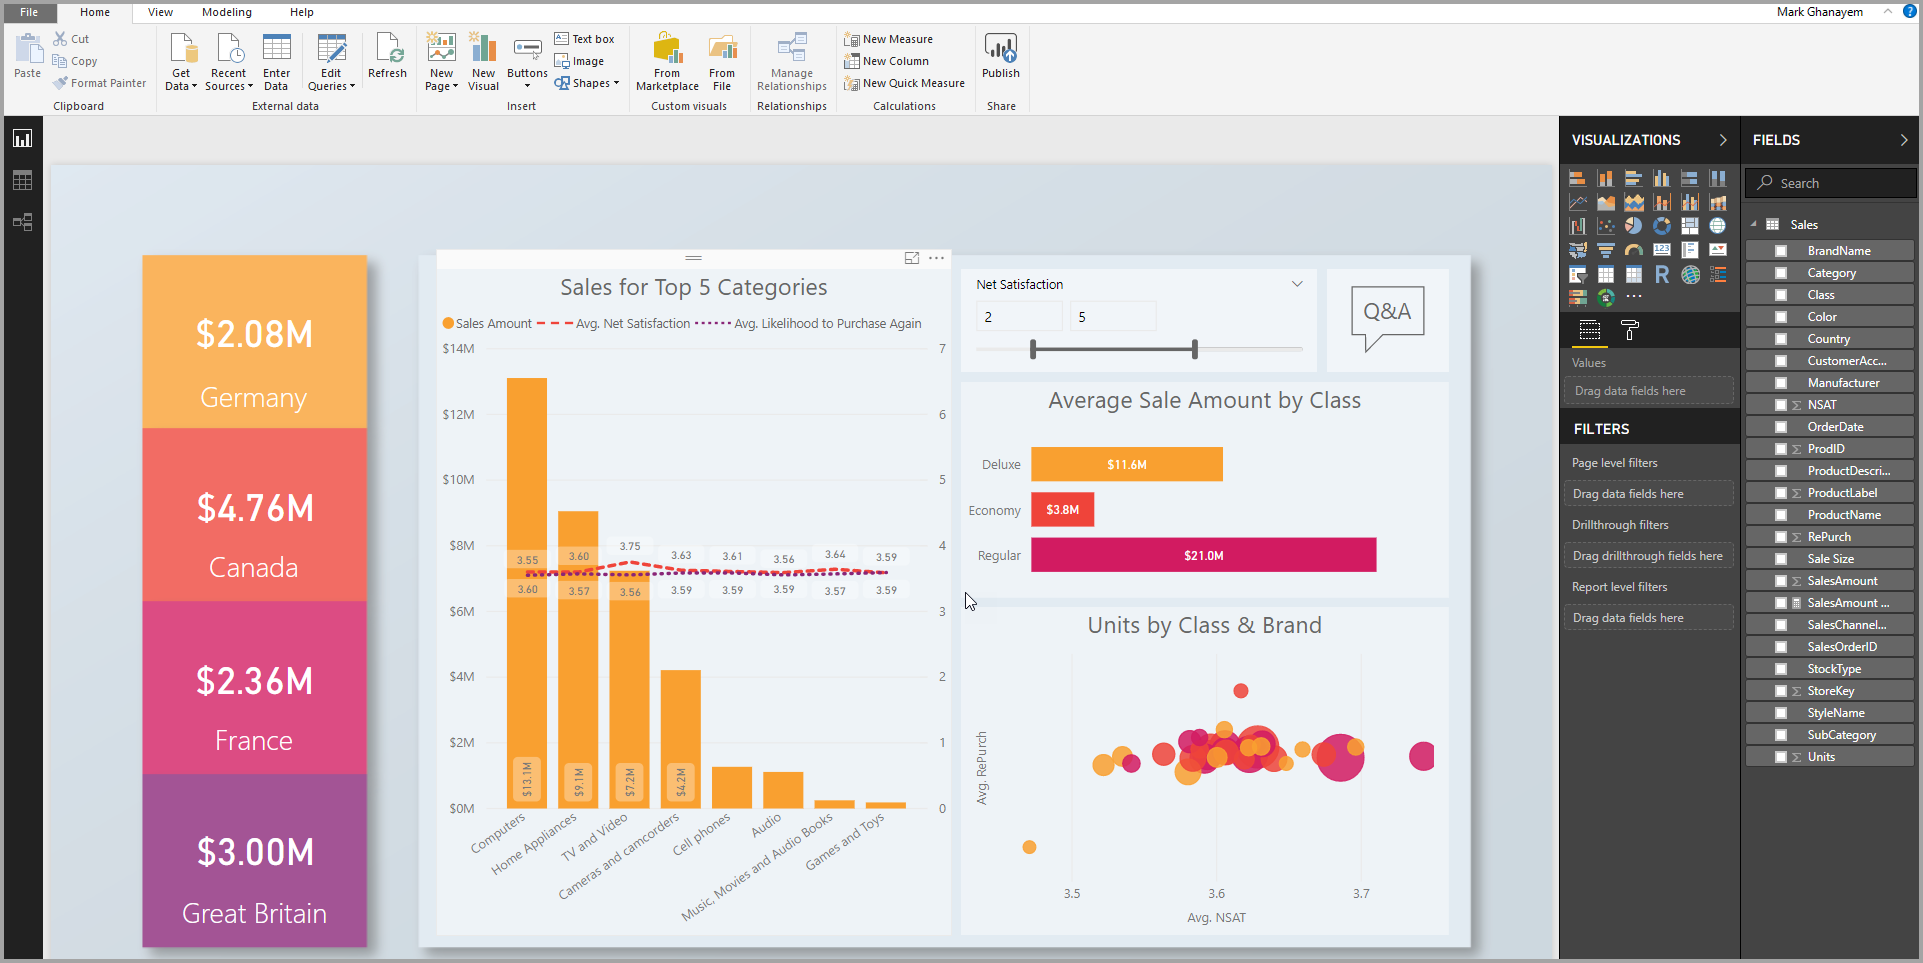 File Home View Modeling Help
Mark Ghanayem
?
Paste
Cut
Copy
Format Painter
Clipboard
Get Data
Recent Sources
Enter Data
Edit Queries
Refresh
External data
New Page
New Visual
Buttons
Text box
Image
Shapes
Insert
From Marketplace
From File
Custom visuals
Manage Relationships
Relationships
New Measure
New Column
New Quick Measure
Calculations
Publish
Share
$2.08M
Germany
$4.76M
Canada
$2.36M
France
$3.00M
Great Britain
Sales for Top 5 Categories
Sales Amount Avg. Net Satisfaction Avg. Likelihood to Purchase Again
$14M 7
$12M 6
$10M 5
$8M 4
$6M 3
$4M 2
$2M 1
$0M 0
3.55 3.60 3.75 3.63 3.61 3.56 3.64 3.59
3.60 3.57 3.56 3.59 3.59 3.59 3.57 3.59
$13.1M $9.1M $7.2M $4.2M
Computers
Home Appliances
TV and Video
Cameras and camcorders
Cell phones
Audio
Music, Movies and Audio Books
Games and Toys
Net Satisfaction
2 5
Q&A
Average Sale Amount by Class
Deluxe $11.6M
Economy $3.8M
Regular $21.0M
Units by Class & Brand
Avg. RePurch
3.5 3.6 3.7
Avg. NSAT
VISUALIZATIONS
123
R
Values
Drag data fields here
FILTERS
Page level filters
Drag data fields here
Drillthrough filters
Drag drillthrough fields here
Report level filters
Drag data fields here
FIELDS
Search
Sales
BrandName
Category
Class
Color
Country
CustomerAcc...
Manufacturer
Σ NSAT
OrderDate
Σ ProdID
ProductDescri...
Σ ProductLabel
ProductName
Σ RePurch
Sale Size
Σ SalesAmount
SalesAmount ...
SalesChannel...
SalesOrderID
StockType
Σ StoreKey
StyleName
SubCategory
Σ Units